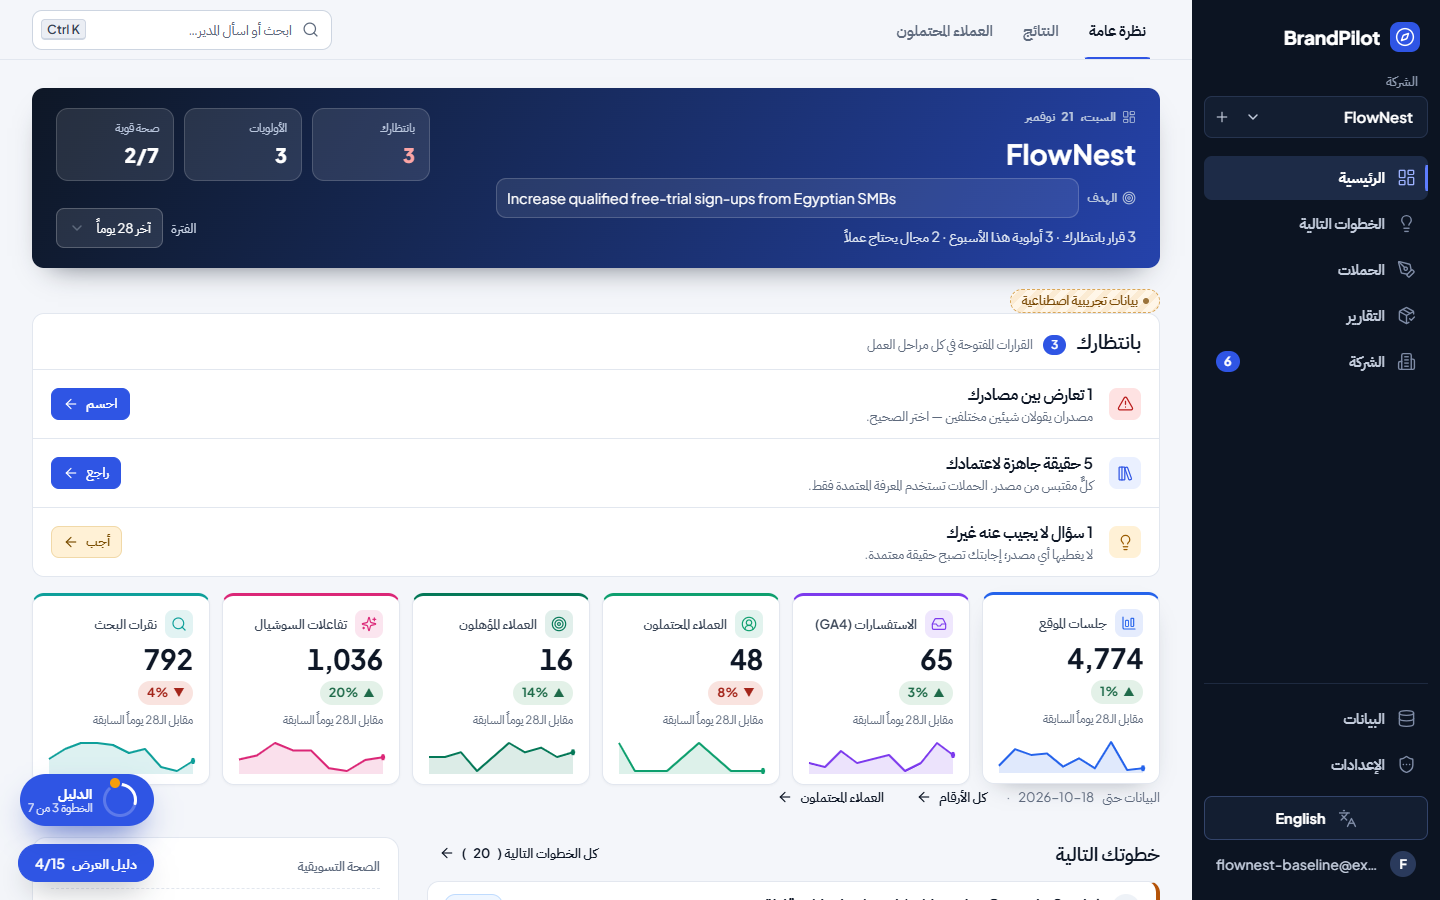 BrandPilot
الشركة
FlowNest
الرئيسية
الخطوات التالية
الحملات
التقارير
الشركة 6
البيانات
الإعدادات
English
F flownest-baseline@ex...
نظرة عامة النتائج العملاء المحتملون
ابحث أو اسأل المدير... Ctrl K
السبت، 21 نوفمبر
FlowNest
الهدف Increase qualified free-trial sign-ups from Egyptian SMBs
3 قرار بانتظارك · 3 أولوية هذا الأسبوع · 2 مجال يحتاج عملاً
بانتظارك 3
الأولويات 3
صحة قوية 2/7
الفترة آخر 28 يوماً
بيانات تجريبية اصطناعية
بانتظارك 3 القرارات المفتوحة في كل مراحل العمل
1 تعارض بين مصادرك
مصدران يقولان شيئين مختلفين — اختر الصحيح.
احسم ←
5 حقيقة جاهزة لاعتمادك
كلٌ مقتبس من مصدر. الحملات تستخدم المعرفة المعتمدة فقط.
راجع ←
1 سؤال لا يجيب عنه غيرك
لا يغطيها أي مصدر؛ إجابتك تصبح حقيقة معتمدة.
أجب ←
جلسات الموقع
4,774
▲ 1%
مقابل الـ28 يوماً السابقة
الاستفسارات (GA4)
65
▲ 3%
مقابل الـ28 يوماً السابقة
العملاء المحتملون
48
▼ 8%
مقابل الـ28 يوماً السابقة
العملاء المؤهلون
16
▲ 14%
مقابل الـ28 يوماً السابقة
تفاعلات السوشيال
1,036
▲ 20%
مقابل الـ28 يوماً السابقة
نقرات البحث
792
▼ 4%
مقابل الـ28 يوماً السابقة
البيانات حتى 2026-10-18 · كل الأرقام ← العملاء المحتملون ←
خطوتك التالية
كل الخطوات التالية ( 20 ) ←
الصحة التسويقية
الدليل
الخطوة 3 من 7
دليل العرض 4/15